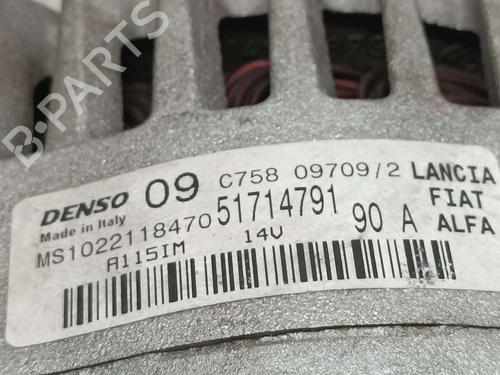 B-PARTS
DENSO 09 C758 09709/2 LANCIA
Made in Italy 51714791 90 A FIAT
MS1022118470 14V ALFA
A115IM